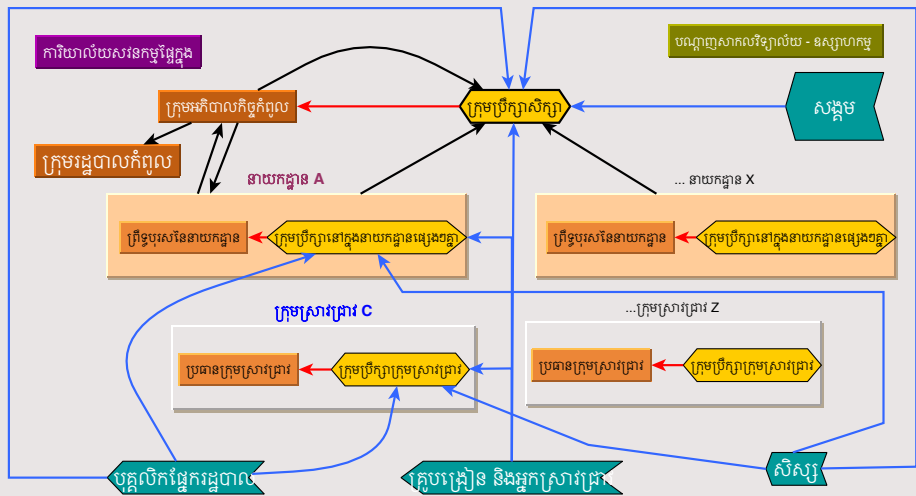 ការិយាល័យសវនកម្មផ្ទៃក្នុង
បណ្តាញសាកលវិទ្យាល័យ - ឧស្សាហកម្ម
ក្រុមអភិបាលកិច្ចកំពូល
ក្រុមប្រឹក្សាសិក្សា
សង្គម
ក្រុមរដ្ឋបាលកំពូល
នាយកដ្ឋាន A
... នាយកដ្ឋាន X
ព្រឹទ្ធបុរសនៃនាយកដ្ឋាន
ក្រុមប្រឹក្សានៅក្នុងនាយកដ្ឋានផ្សេងៗគ្នា
ព្រឹទ្ធបុរសនៃនាយកដ្ឋាន
ក្រុមប្រឹក្សានៅក្នុងនាយកដ្ឋានផ្សេងៗគ្នា
ក្រុមស្រាវជ្រាវ C
...ក្រុមស្រាវជ្រាវ Z
ប្រធានក្រុមស្រាវជ្រាវ
ក្រុមប្រឹក្សាក្រុមស្រាវជ្រាវ
ប្រធានក្រុមស្រាវជ្រាវ
ក្រុមប្រឹក្សាក្រុមស្រាវជ្រាវ
បុគ្គលិកផ្នែករដ្ឋបាល
គ្រូបង្រៀន និងអ្នកស្រាវជ្រាវ
សិស្ស